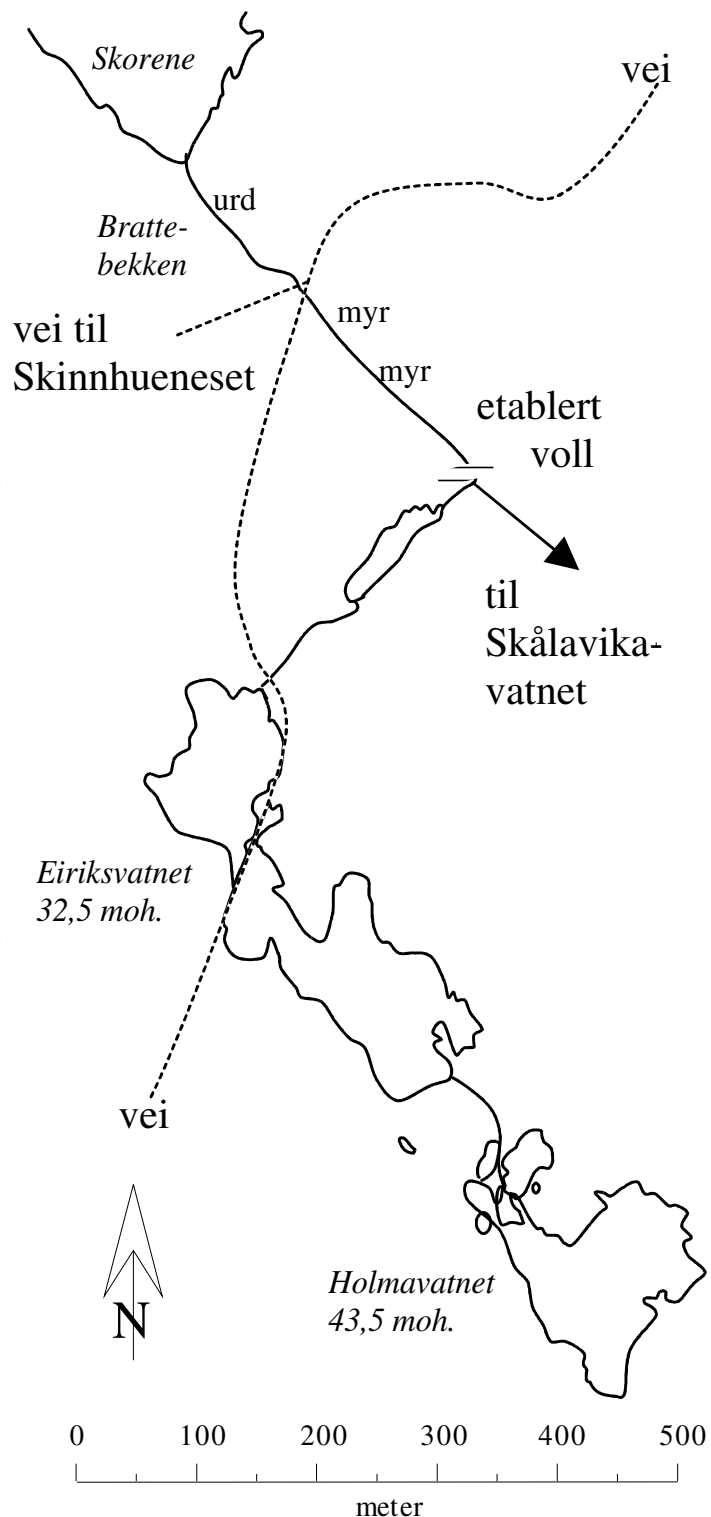 Skorene
vei
urd
Bratte-
bekken
vei til
Skinnhueneset
myr
myr
etablert
voll
til
Skålavika-
vatnet
Eiriksvatnet
32,5 moh.
vei
N
Holmavatnet
43,5 moh.
0 100 200 300 400 500
meter